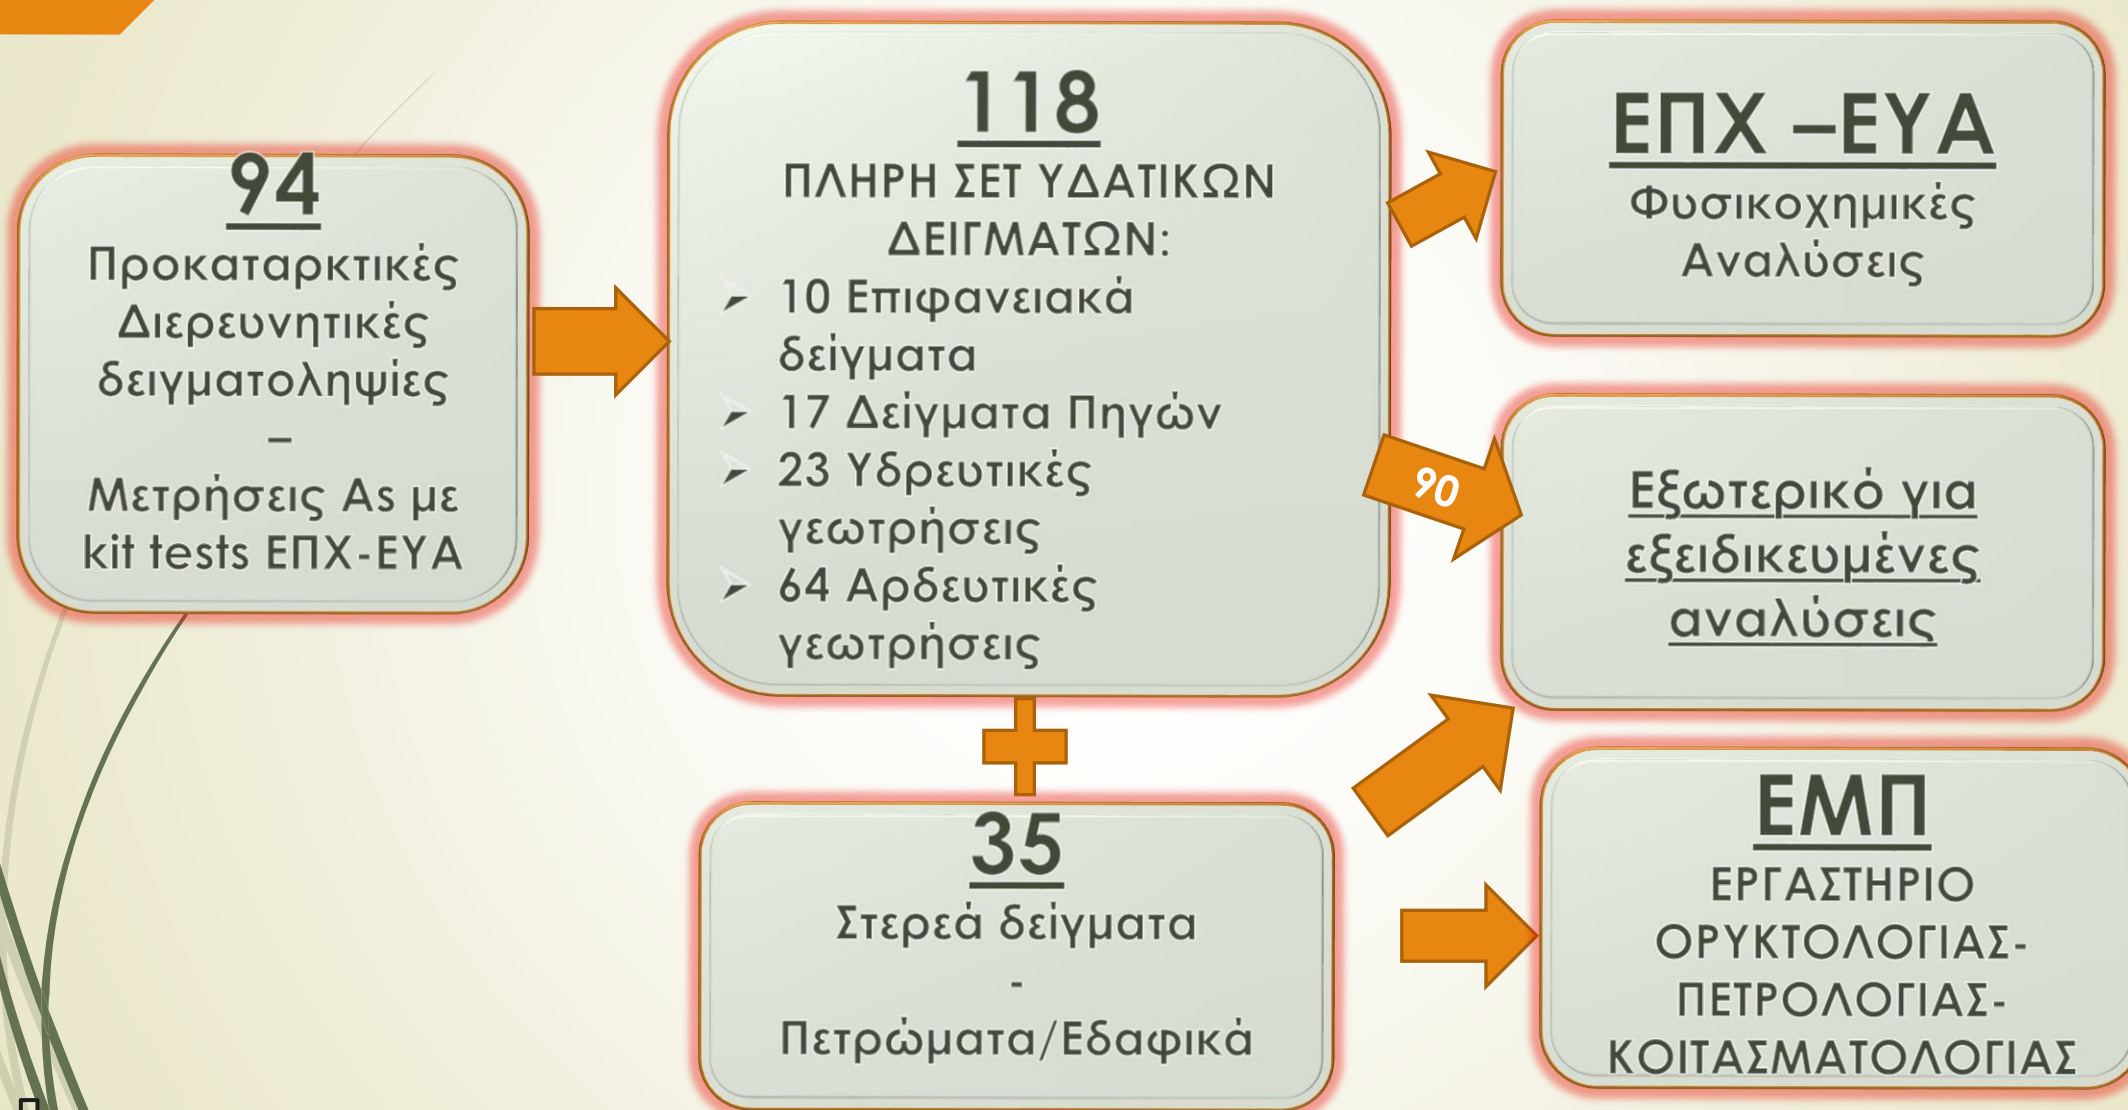 94
Προκαταρκτικές
Διερευνητικές
δειγματοληψίες
–
Μετρήσεις As με
kit tests ΕΠΧ-ΕΥΑ
118
ΠΛΗΡΗ ΣΕΤ ΥΔΑΤΙΚΩΝ
ΔΕΙΓΜΑΤΩΝ:
➢ 10 Επιφανειακά
δείγματα
➢ 17 Δείγματα Πηγών
➢ 23 Υδρευτικές
γεωτρήσεις
➢ 64 Αρδευτικές
γεωτρήσεις
35
Στερεά δείγματα
-
Πετρώματα/Εδαφικά
ΕΠΧ –ΕΥΑ
Φυσικοχημικές
Αναλύσεις
90
Εξωτερικό για
εξειδικευμένες
αναλύσεις
ΕΜΠ
ΕΡΓΑΣΤΗΡΙΟ
ΟΡΥΚΤΟΛΟΓΙΑΣ-
ΠΕΤΡΟΛΟΓΙΑΣ-
ΚΟΙΤΑΣΜΑΤΟΛΟΓΙΑΣ